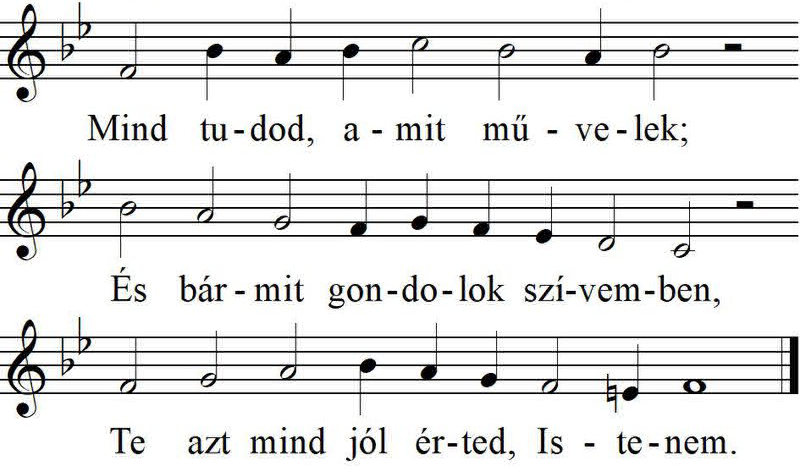 Mind tu-dod, a-mit mű-ve-lek;
És bár-mit gon-do-lok szí-vem-ben,
Te azt mind jól ér-ted, Is-te-nem.